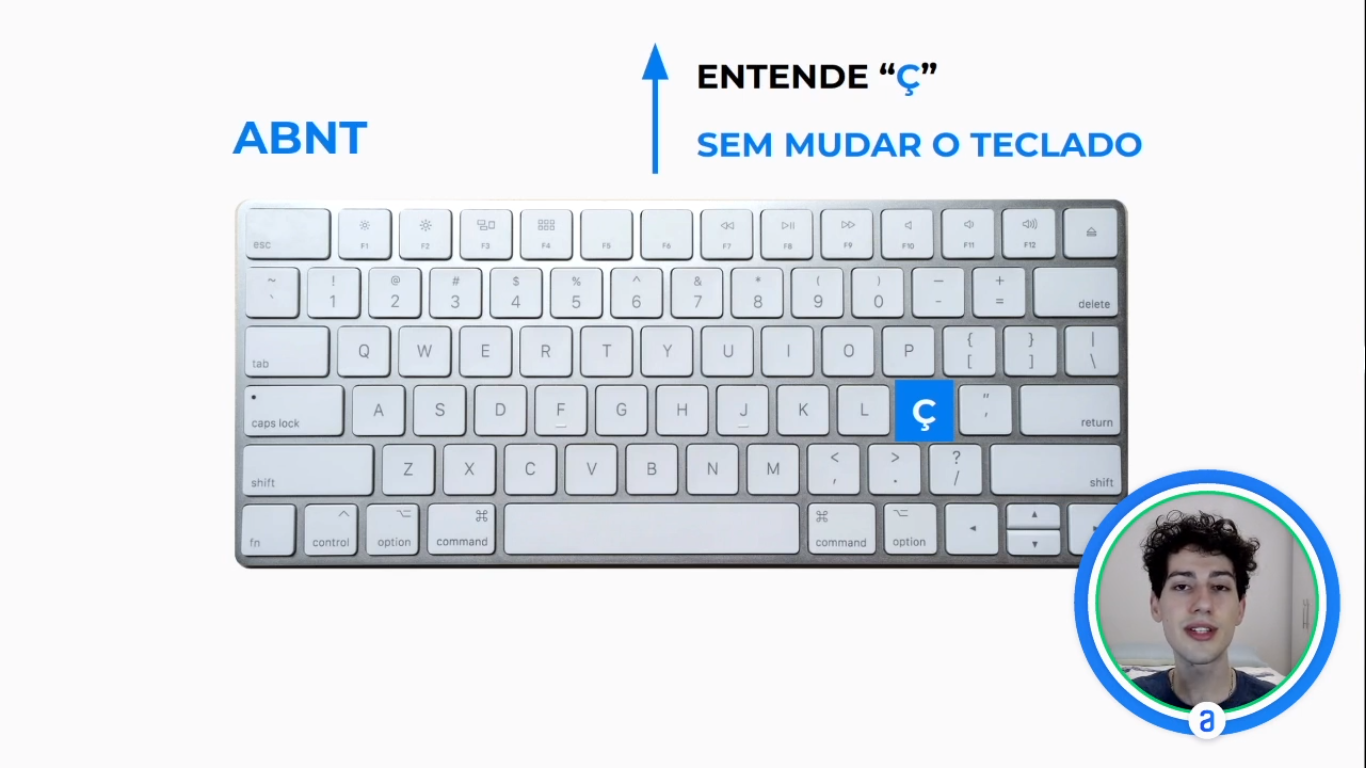 ENTENDE “Ç”
ABNT
SEM MUDAR O TECLADO
esc F1 F2 F3 F4 F5 F6 F7 F8 F9 F10 F11 F12
~ ! @ # $ % ^ & * ( ) — +
` 1 2 3 4 5 6 7 8 9 0 - = delete
tab Q W E R T Y U I O P { [ } ] | \
caps lock A S D F G H J K L Ç " ' return
shift Z X C V B N M < , > . ? / shift
fn control option command command option
a